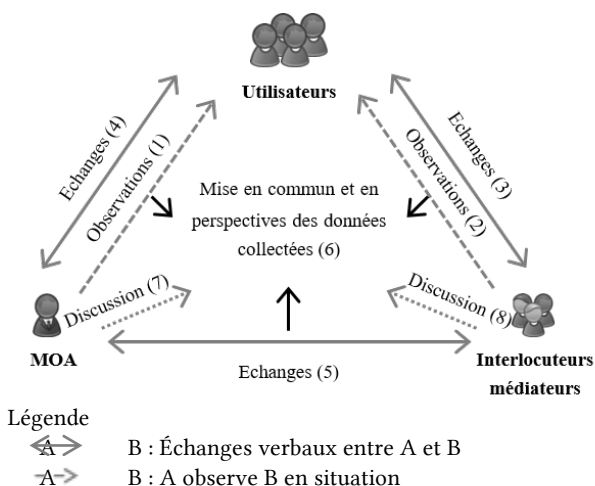 Utilisateurs
Echanges (4)
Observations (1)
Echanges (3)
Observations (2)
Mise en commun et en
perspectives des données
collectées (6)
Discussion (7)
Discussion (8)
MOA
Echanges (5)
Interlocuteurs
médiateurs
Légende
A B : Échanges verbaux entre A et B
A B : A observe B en situation